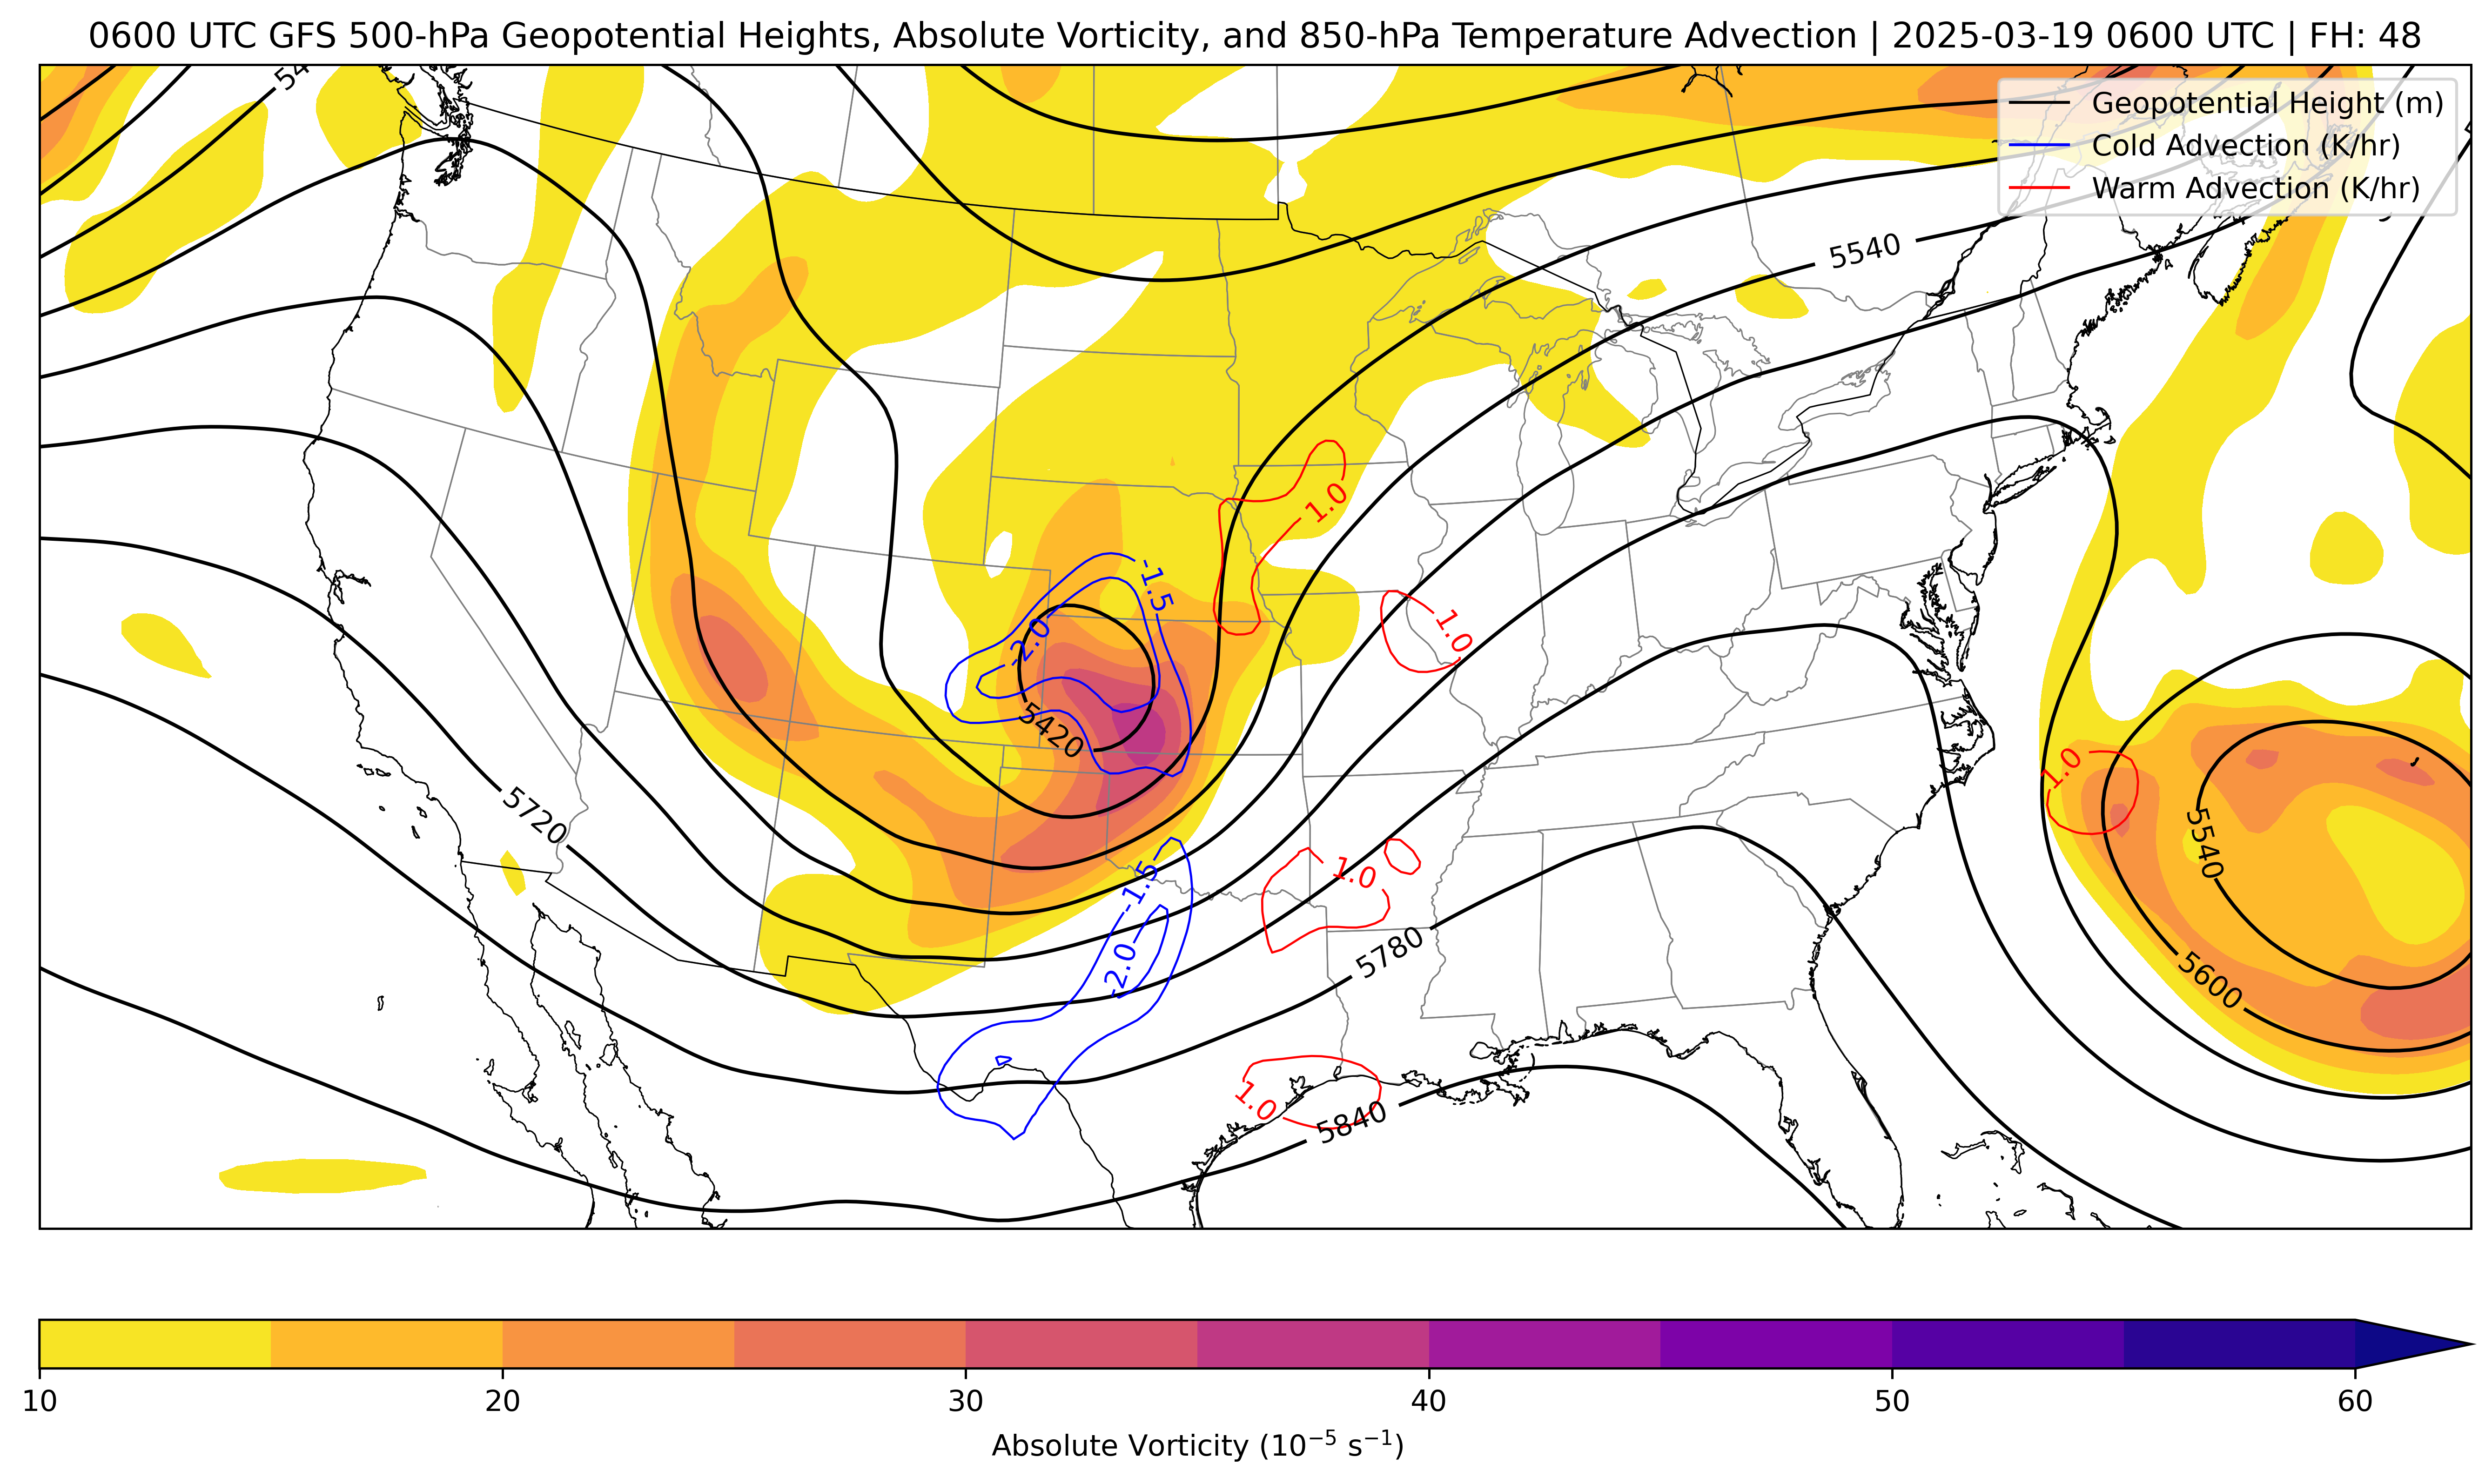 0600 UTC GFS 500-hPa Geopotential Heights, Absolute Vorticity, and 850-hPa Temperature Advection | 2025-03-19 0600 UTC | FH: 48
Geopotential Height (m)
Cold Advection (K/hr)
Warm Advection (K/hr)
5540
1.0
-1.5
-2.0
1.0
5420
5720
1.0
5540
-1.5
1.0
-2.0
5780
5600
1.0
5840
10 20 30 40 50 60
Absolute Vorticity (10⁻⁵ s⁻¹)